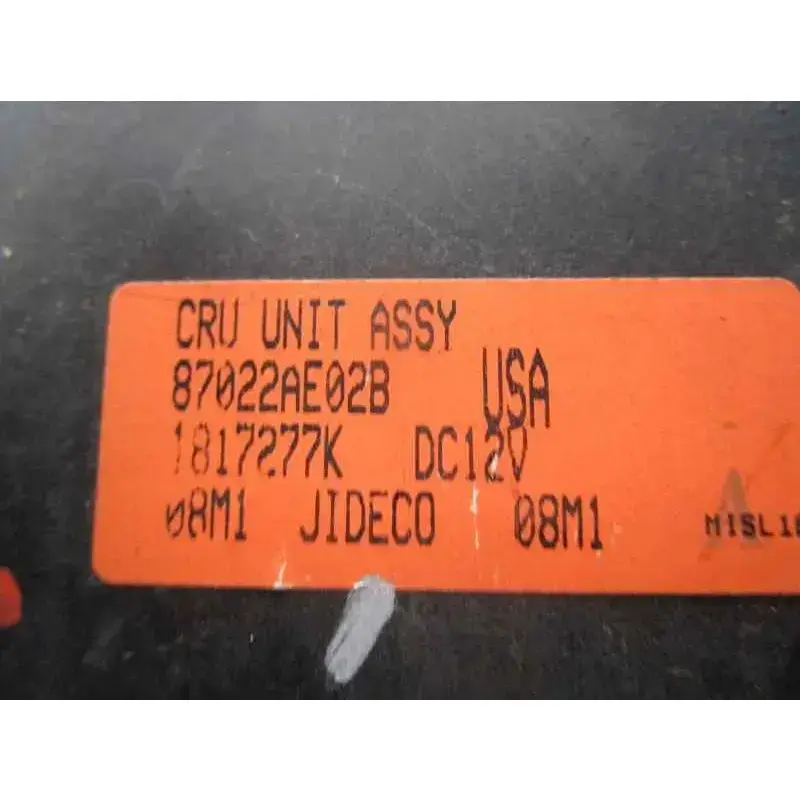 CRU UNIT ASSY
87022AE02B USA
1817277K DC12V
08M1 JIDECO 08M1
A